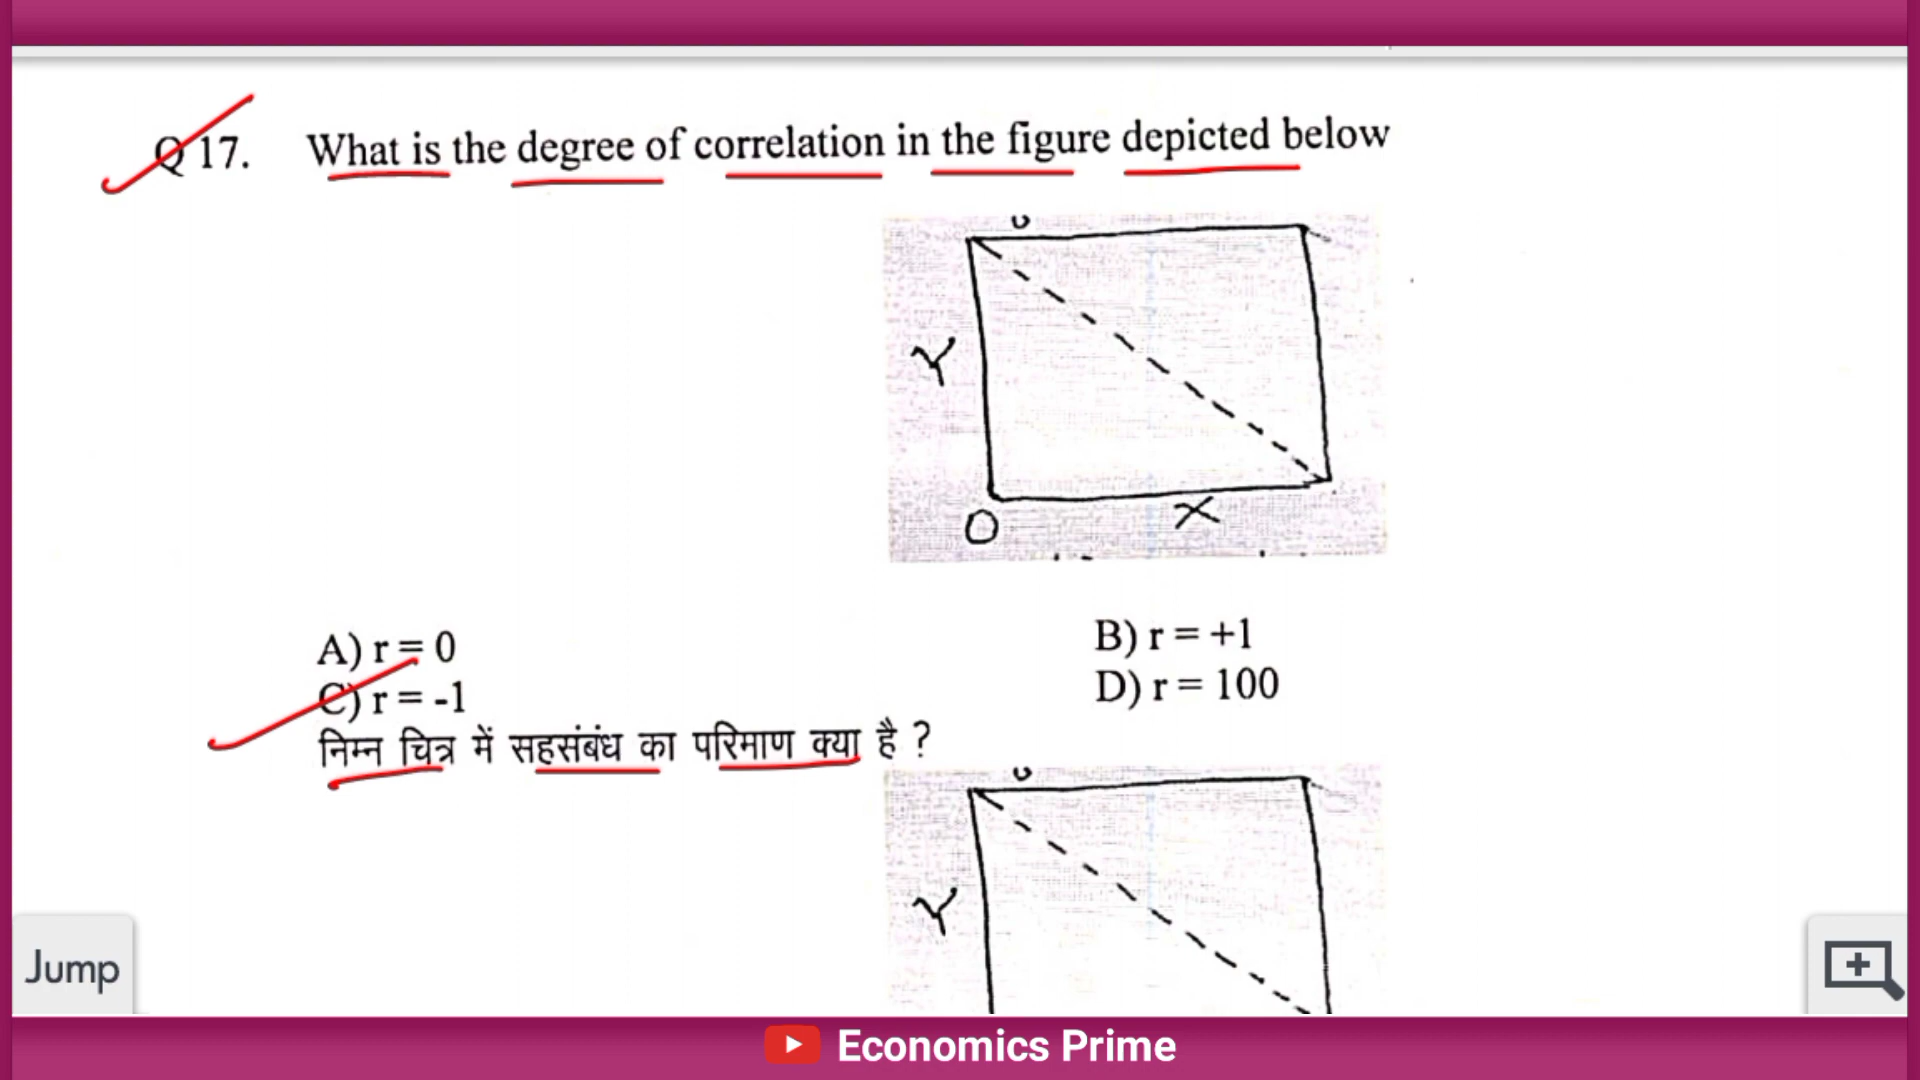 Q 17. What is the degree of correlation in the figure depicted below
Y
O X
A) r = 0 B) r = +1
C) r = -1 D) r = 100
निम्न चित्र में सहसंबंध का परिमाण क्या है ?
Y
Jump
Economics Prime